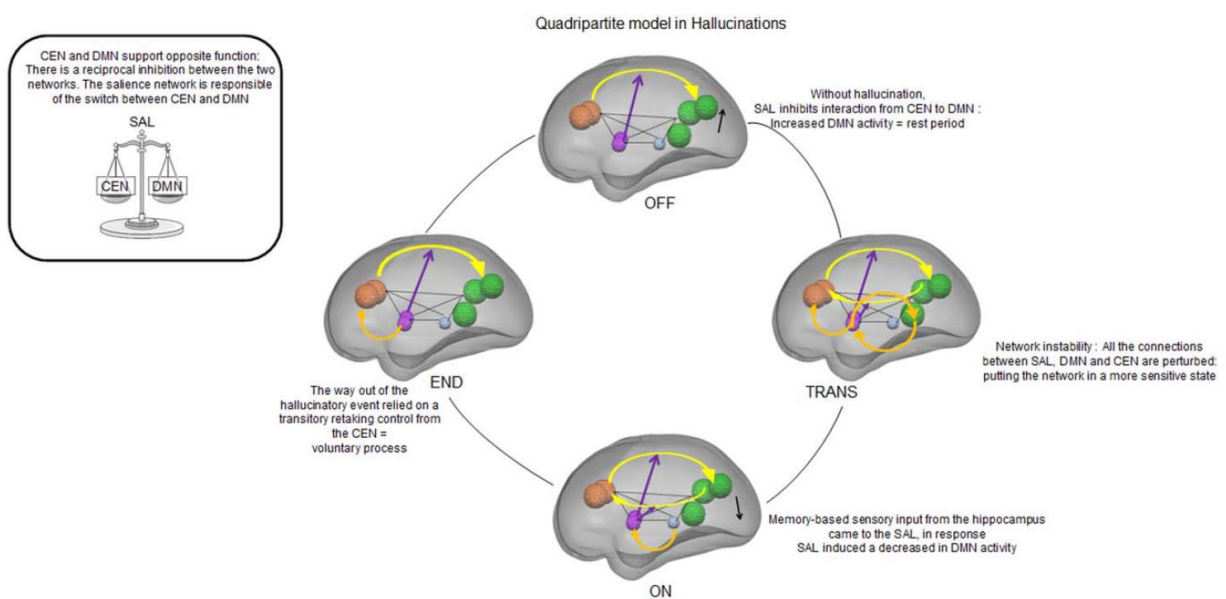 Quadripartite model in Hallucinations
CEN and DMN support opposite function:
There is a reciprocal inhibition between the two
networks. The salience network is responsible
of the switch between CEN and DMN
SAL
CEN
DMN
Without hallucination,
SAL inhibits interaction from CEN to DMN :
Increased DMN activity = rest period
OFF
Network instability : All the connections
between SAL, DMN and CEN are perturbed:
putting the network in a more sensitive state
TRANS
END
The way out of the
hallucinatory event relied on a
transitory retaking control from
the CEN =
voluntary process
Memory-based sensory input from the hippocampus
came to the SAL, in response
SAL induced a decreased in DMN activity
ON